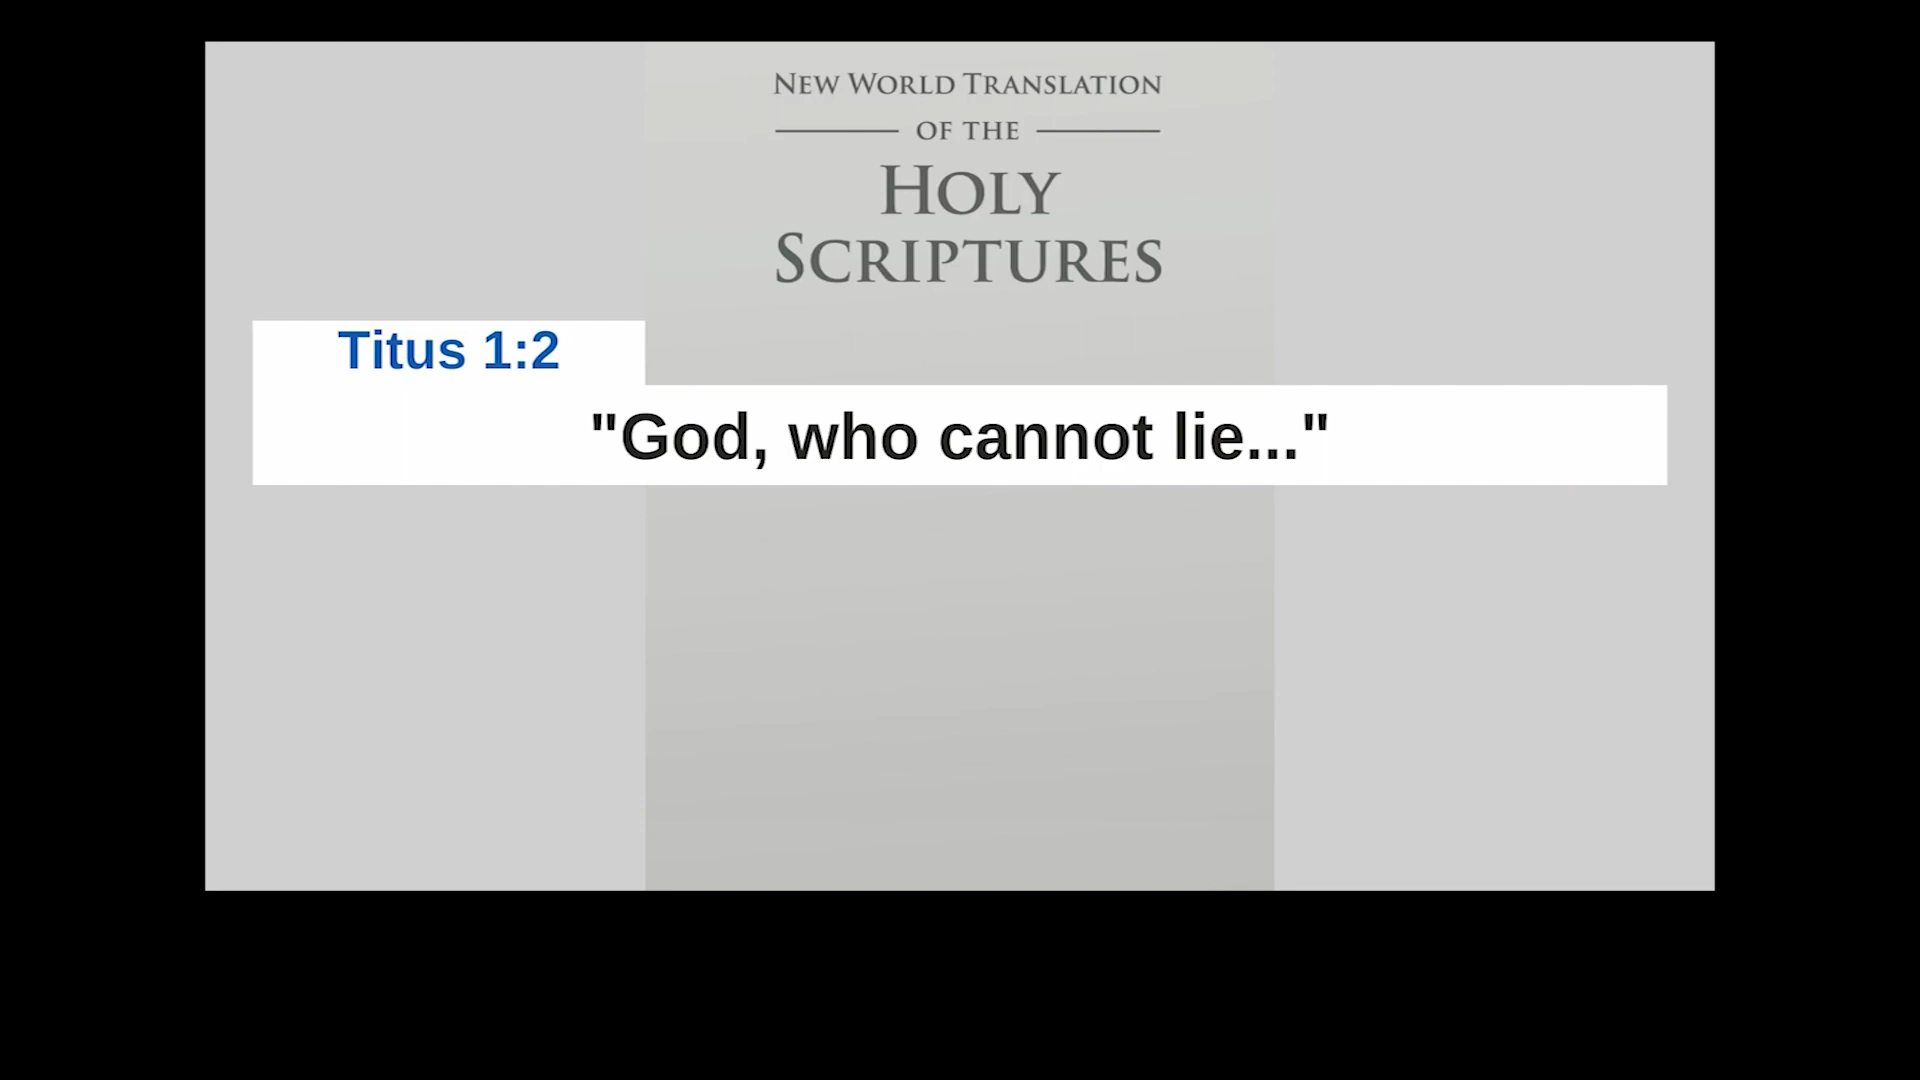 NEW WORLD TRANSLATION
OF THE
HOLY
SCRIPTURES
Titus 1:2
"God, who cannot lie..."